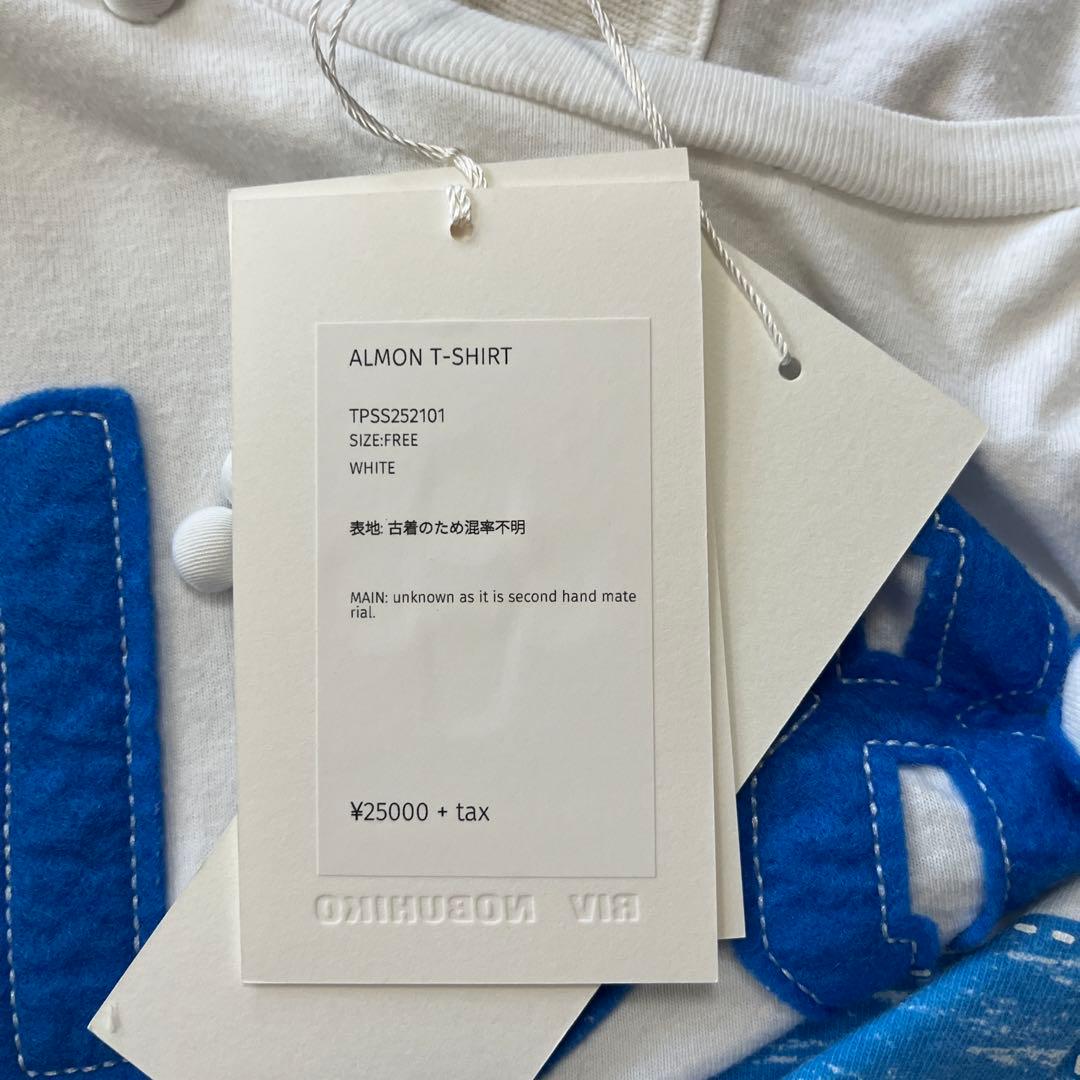 ALMON T-SHIRT
TPSS252101
SIZE:FREE
WHITE
表地: 古着のため混率不明
MAIN: unknown as it is second hand mate
rial.
¥25000 + tax
RIV NOBUHIKO